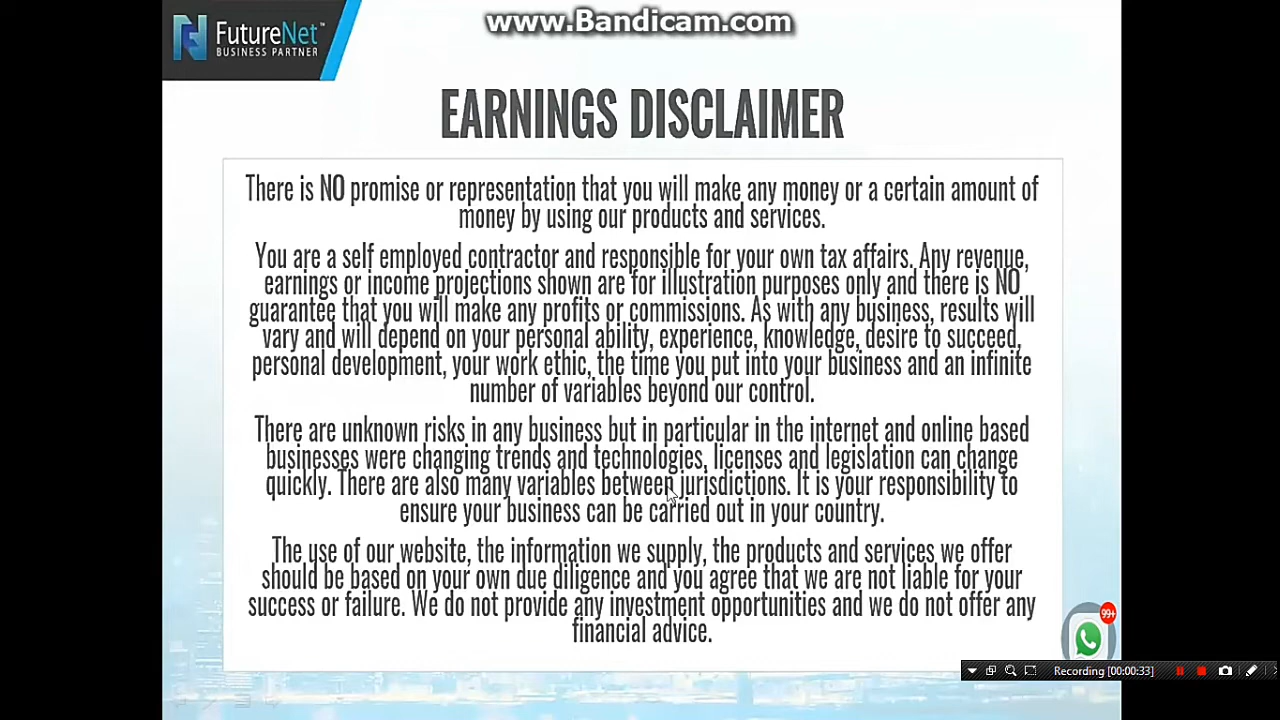 www.Bandicam.com
FutureNet™
BUSINESS PARTNER
EARNINGS DISCLAIMER
There is NO promise or representation that you will make any money or a certain amount of
money by using our products and services.
You are a self employed contractor and responsible for your own tax affairs. Any revenue,
earnings or income projections shown are for illustration purposes only and there is NO
guarantee that you will make any profits or commissions. As with any business, results will
vary and will depend on your personal ability, experience, knowledge, desire to succeed,
personal development, your work ethic, the time you put into your business and an infinite
number of variables beyond our control.
There are unknown risks in any business but in particular in the internet and online based
businesses were changing trends and technologies, licenses and legislation can change
quickly. There are also many variables between jurisdictions. It is your responsibility to
ensure your business can be carried out in your country.
The use of our website, the information we supply, the products and services we offer
should be based on your own due diligence and you agree that we are not liable for your
success or failure. We do not provide any investment opportunities and we do not offer any
financial advice.
99+
Recording [00:00:33]